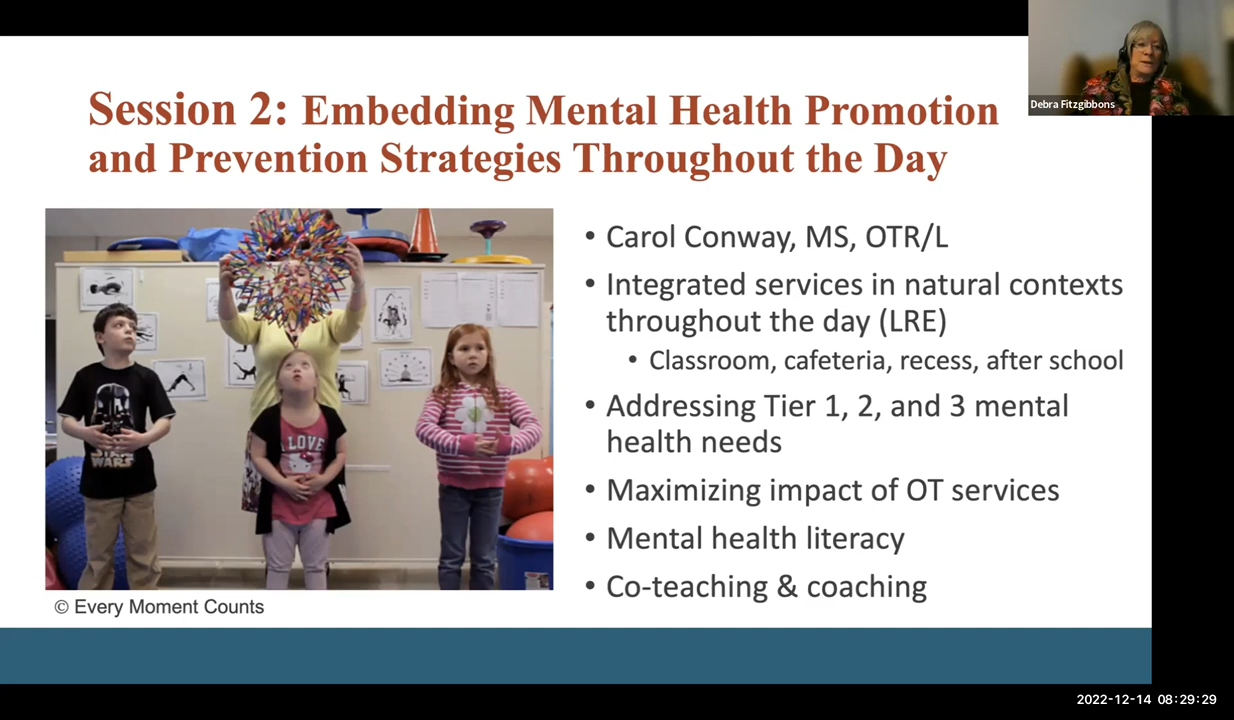 Debra Fitzgibbons
Session 2: Embedding Mental Health Promotion
and Prevention Strategies Throughout the Day
• Carol Conway, MS, OTR/L
• Integrated services in natural contexts
throughout the day (LRE)
• Classroom, cafeteria, recess, after school
• Addressing Tier 1, 2, and 3 mental
health needs
• Maximizing impact of OT services
• Mental health literacy
• Co-teaching & coaching
STAR
WARS
I LOVE
© Every Moment Counts
2022-12-14 08:29:29